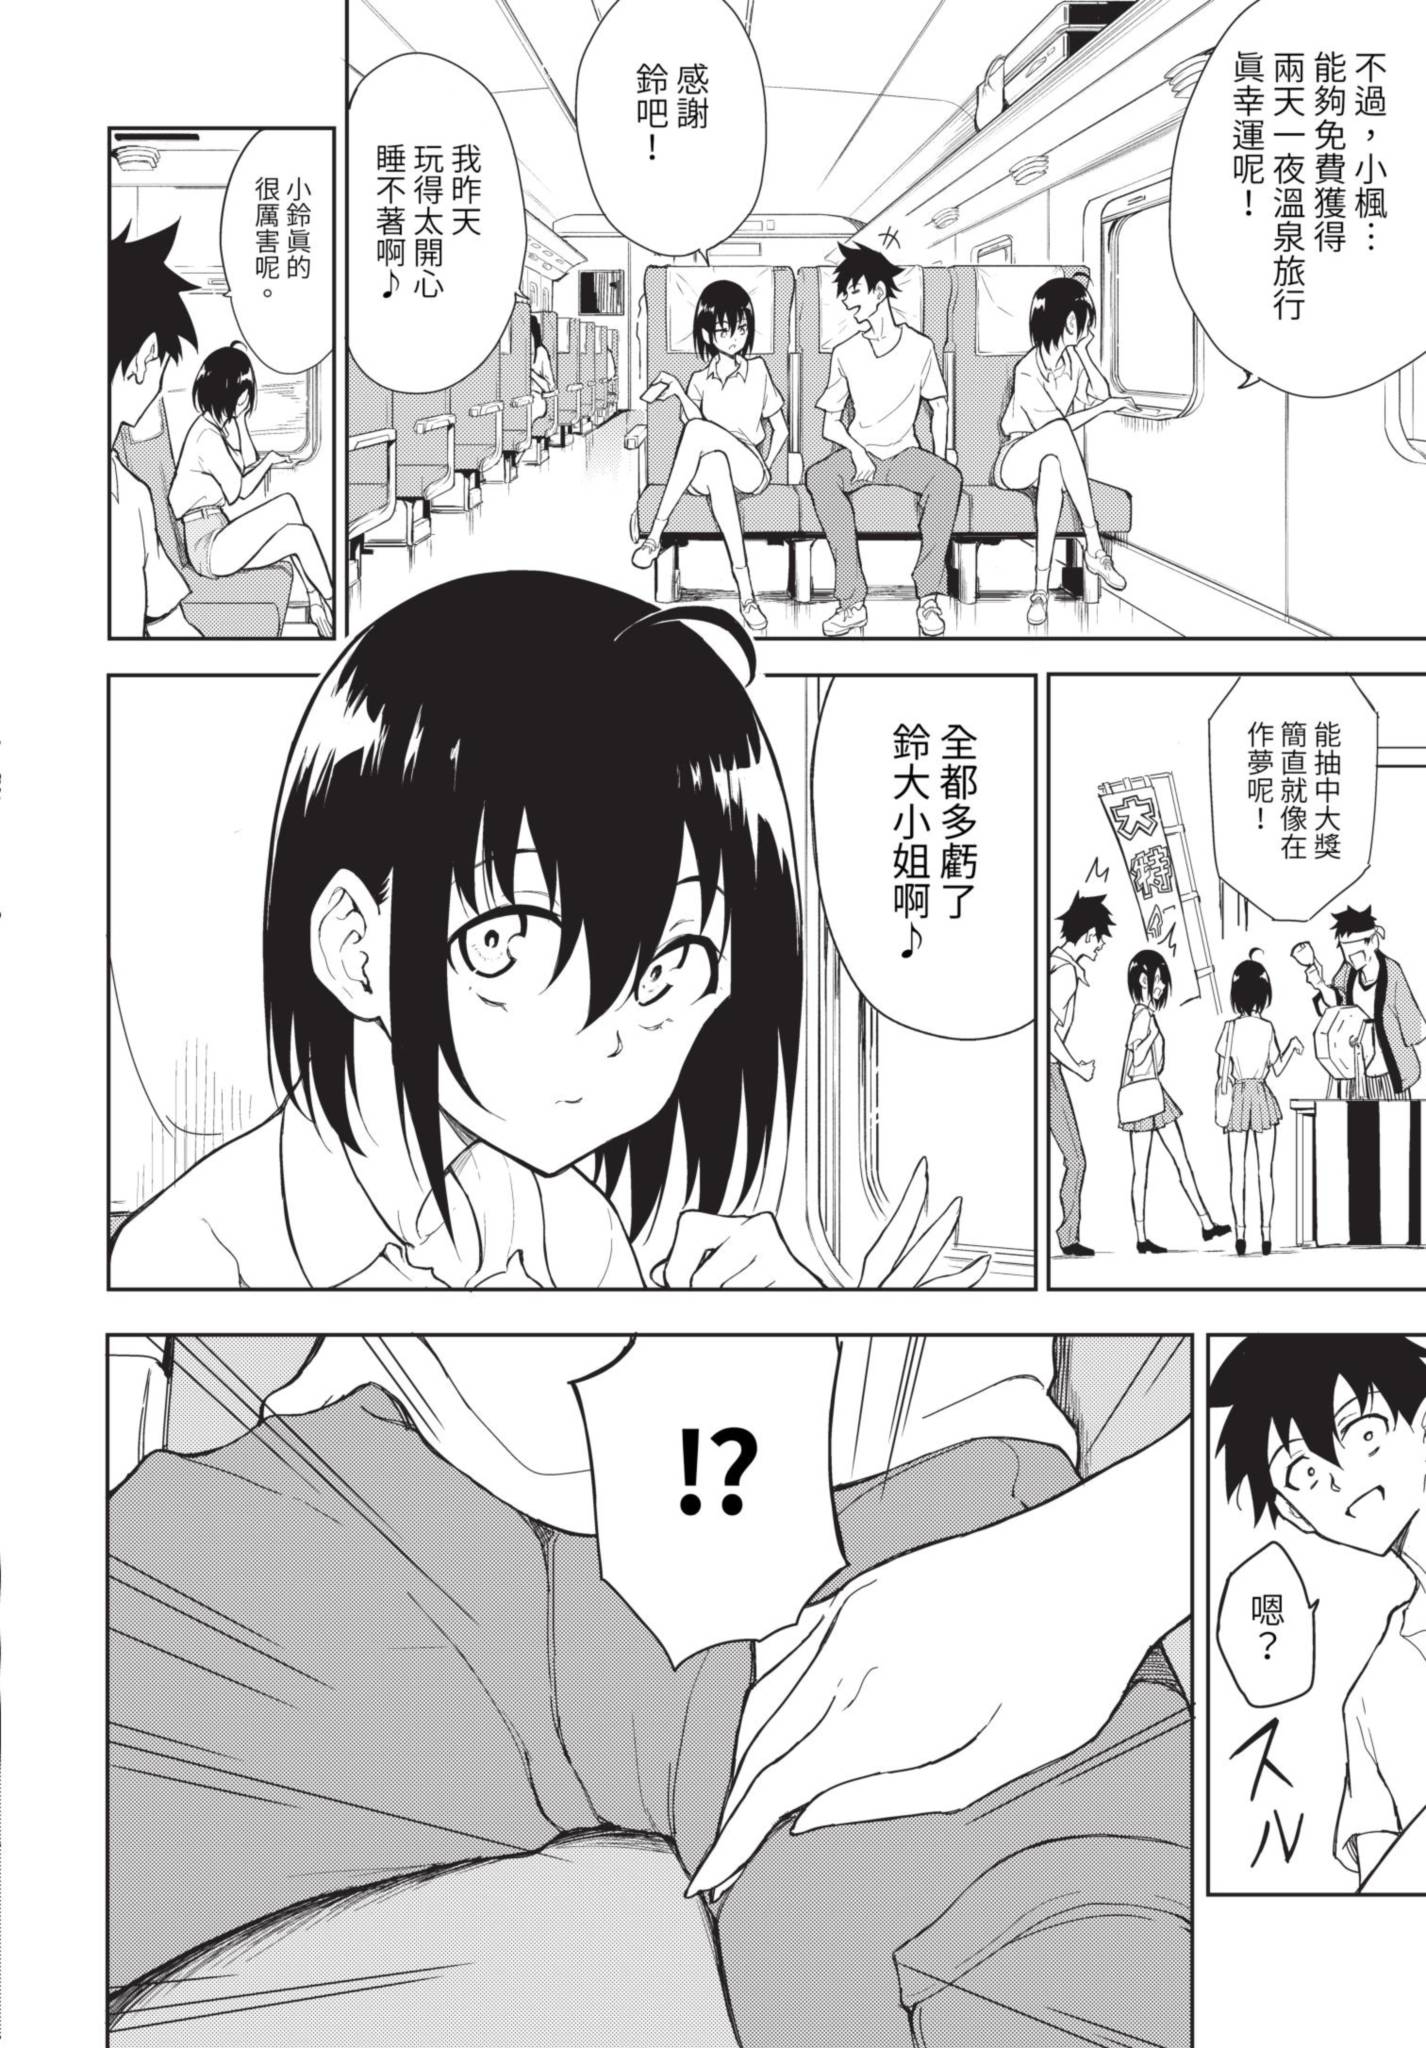 不過，小楓…
能夠免費獲得
兩天一夜溫泉旅行
眞幸運呢！
感謝
鈴吧！
我昨天
玩得太開心
睡不著啊♪
小鈴眞的
很厲害呢。
能抽中大獎
簡直就像在
作夢呢！
大特
全都多虧了
鈴大小姐啊♪
嗯？
スル
!?